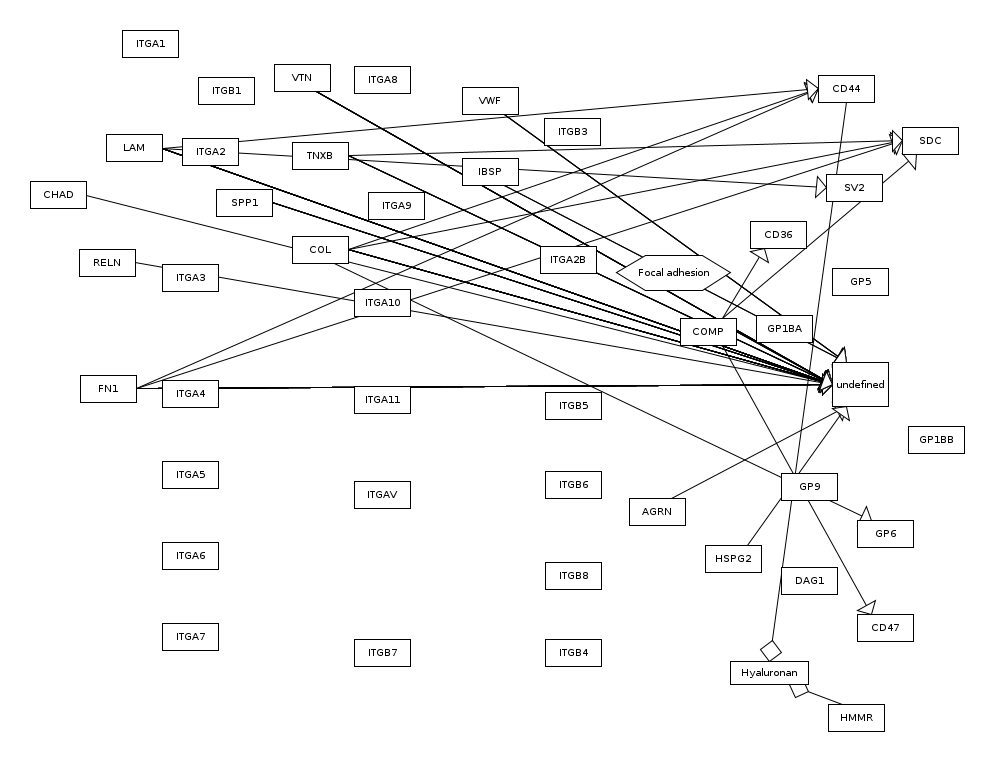 ITGA1
VTN
ITGA8
ITGB1
CD44
VWF
ITGB3
SDC
LAM
ITGA2
TNXB
IBSP
SV2
CHAD
SPP1
ITGA9
CD36
COL
RELN
ITGA2B
ITGA3
Focal adhesion
GP5
ITGA10
COMP
GP1BA
undefined
FN1
ITGA4
ITGA11
ITGB5
GP1BB
ITGA5
ITGAV
ITGB6
GP9
AGRN
GP6
ITGA6
HSPG2
ITGB8
DAG1
CD47
ITGA7
ITGB7
ITGB4
Hyaluronan
HMMR